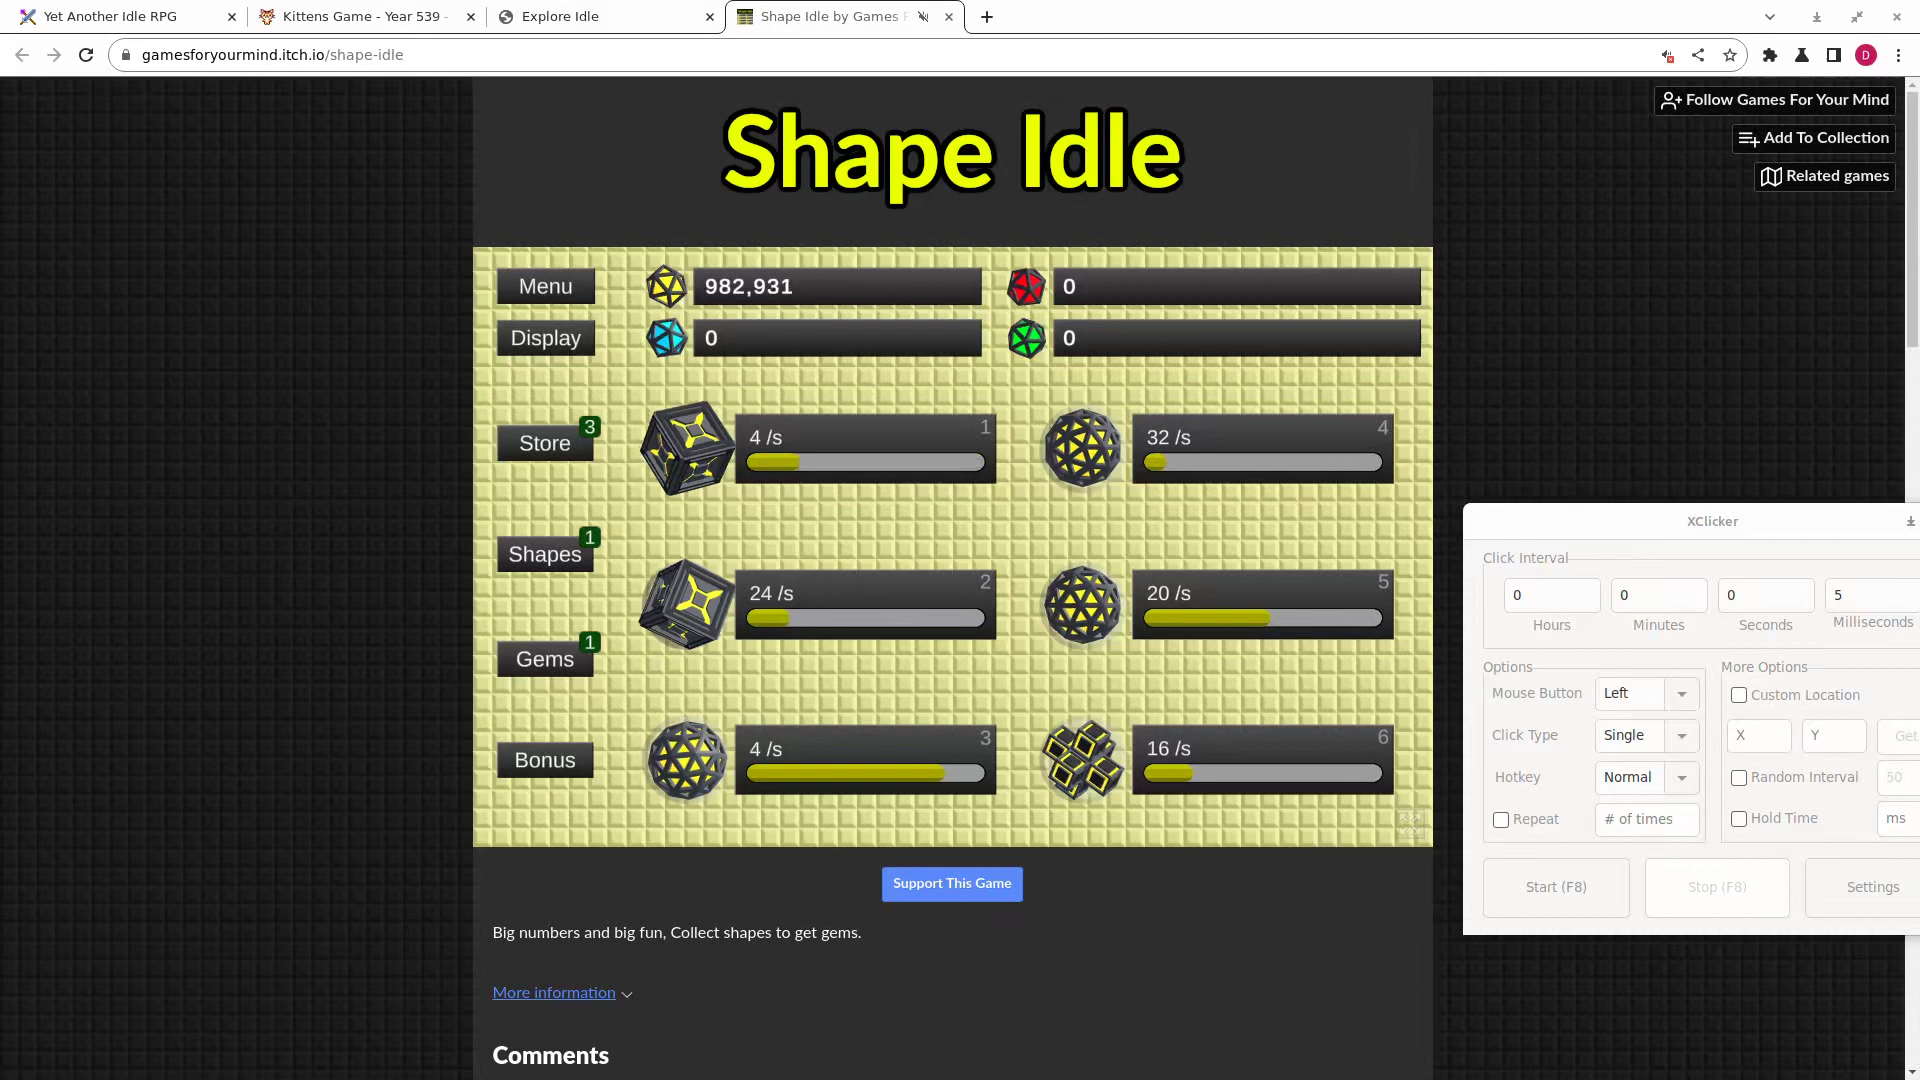 Yet Another Idle RPG
Kittens Game - Year 539 -
Explore Idle
Shape Idle by Games
gamesforyourmind.itch.io/shape-idle
D
Follow Games For Your Mind
Add To Collection
Related games
Shape Idle
Menu
982,931
0
Display
0
0
Store
3
4 /s
1
32 /s
4
Shapes
1
24 /s
2
20 /s
5
Gems
1
Bonus
4 /s
3
16 /s
6
Support This Game
Big numbers and big fun, Collect shapes to get gems.
More information
Comments
XClicker
Click Interval
0
0
0
5
Hours
Minutes
Seconds
Milliseconds
Options
Mouse Button
Left
Click Type
Single
Hotkey
Normal
Repeat
# of times
More Options
Custom Location
X
Y
Get
Random Interval
50
Hold Time
ms
Start (F8)
Stop (F8)
Settings